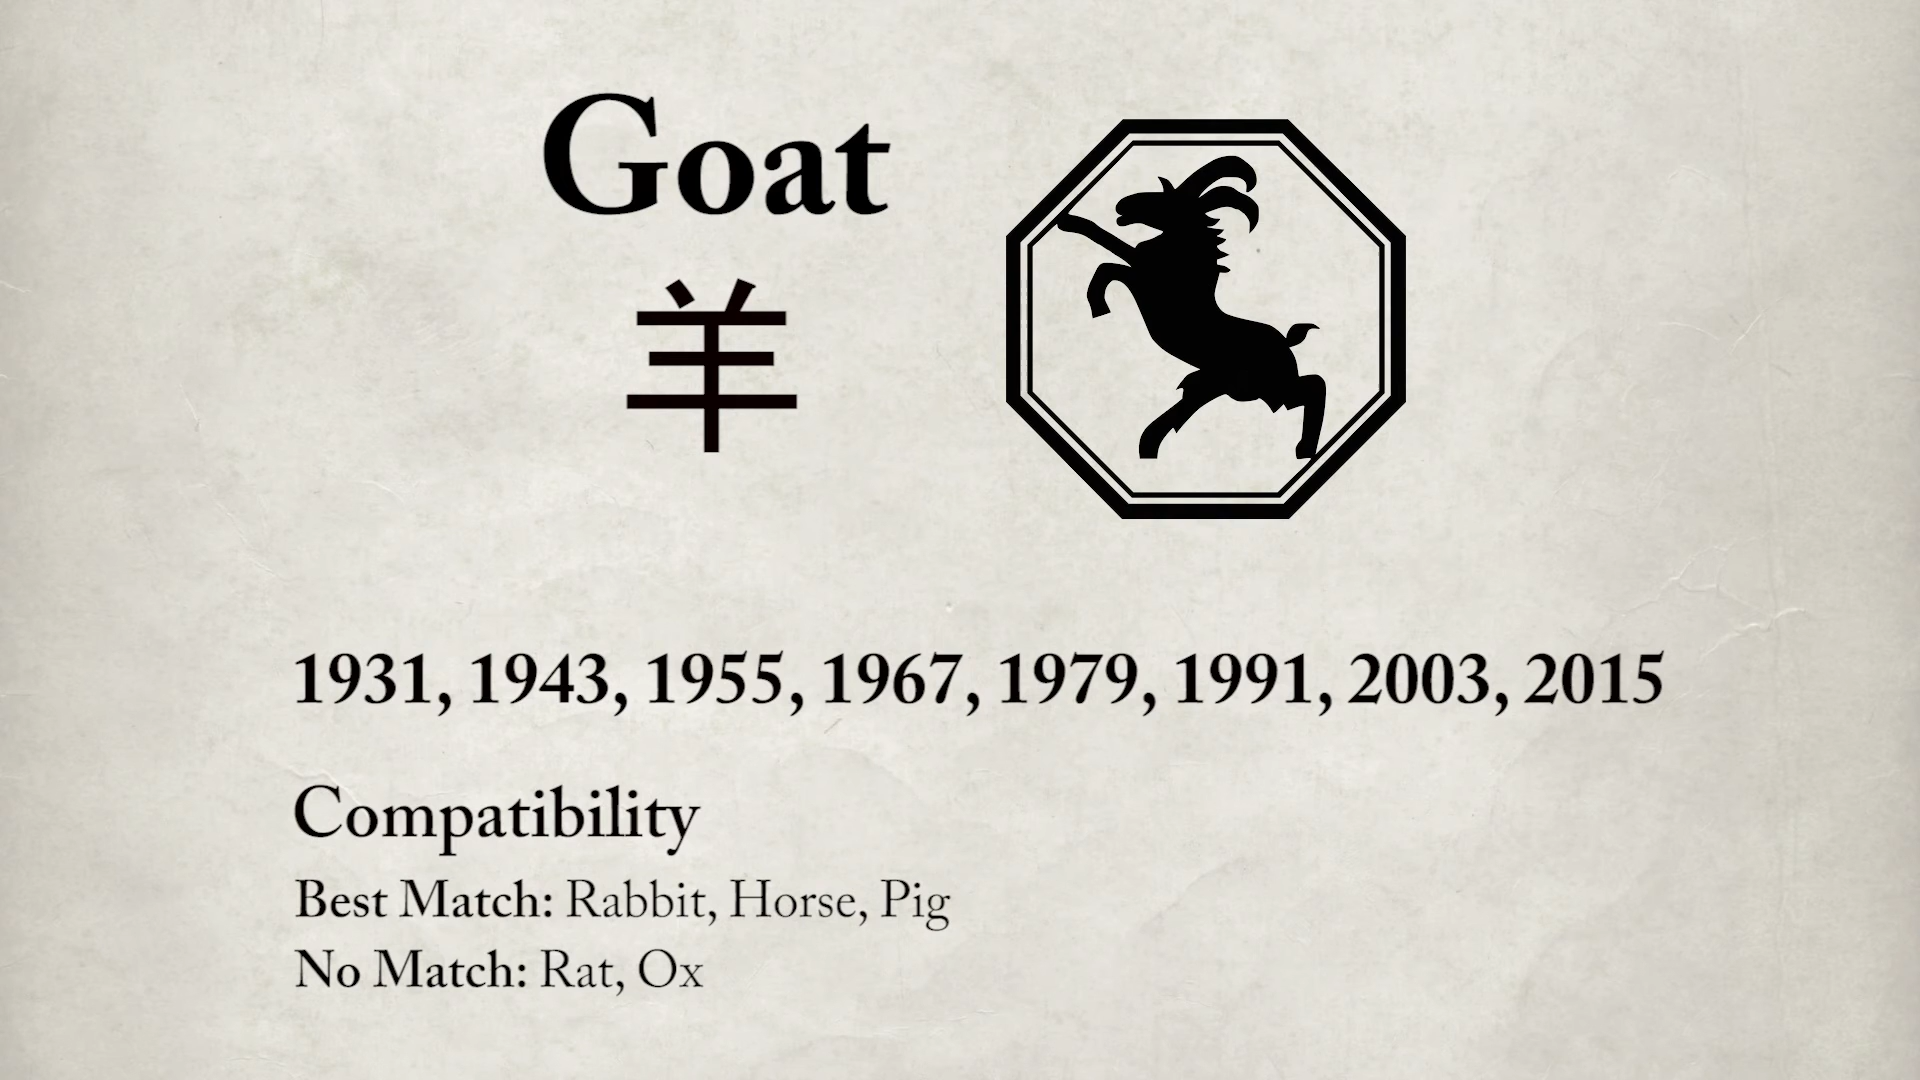 Goat
羊
1931, 1943, 1955, 1967, 1979, 1991, 2003, 2015
Compatibility
Best Match: Rabbit, Horse, Pig
No Match: Rat, Ox